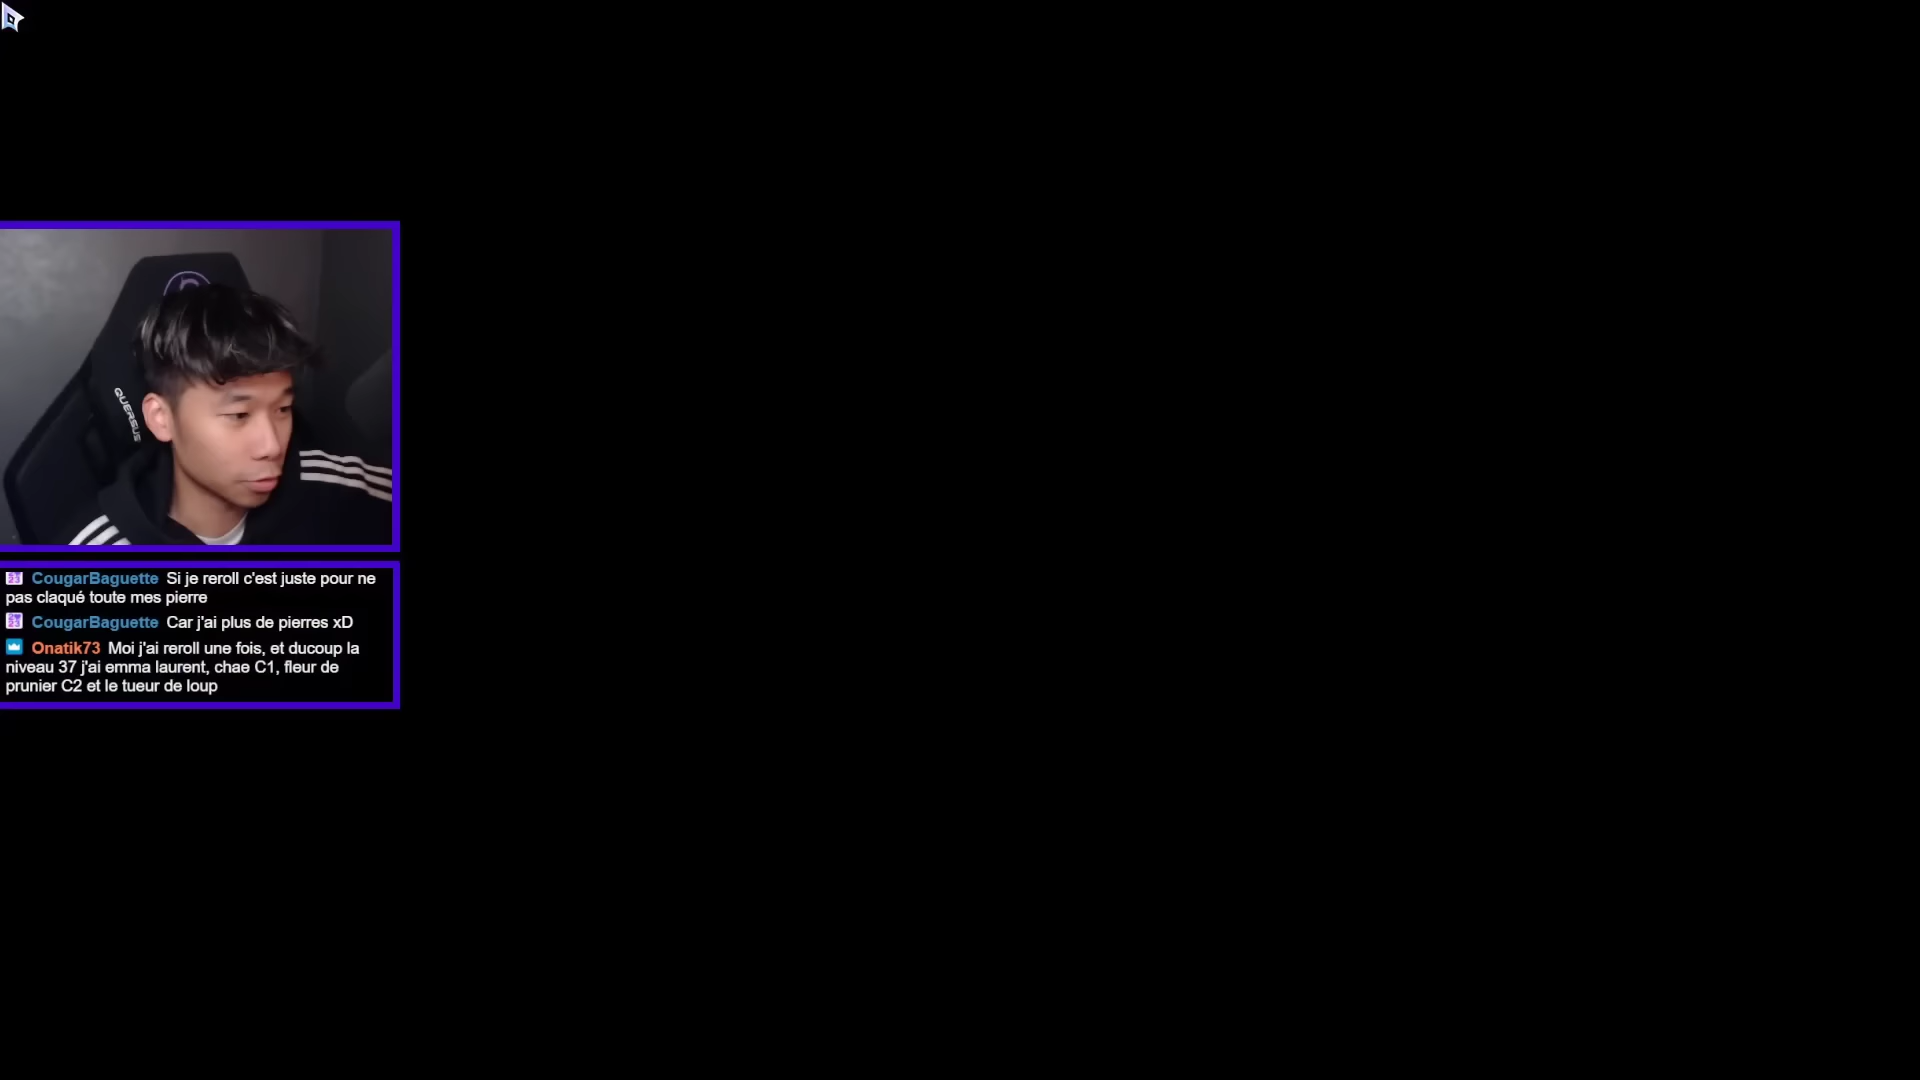 QUERSUS
CougarBaguette Si je reroll c'est juste pour ne
pas claqué toute mes pierre
CougarBaguette Car j'ai plus de pierres xD
Onatik73 Moi j'ai reroll une fois, et ducoup la
niveau 37 j'ai emma laurent, chae C1, fleur de
prunier C2 et le tueur de loup